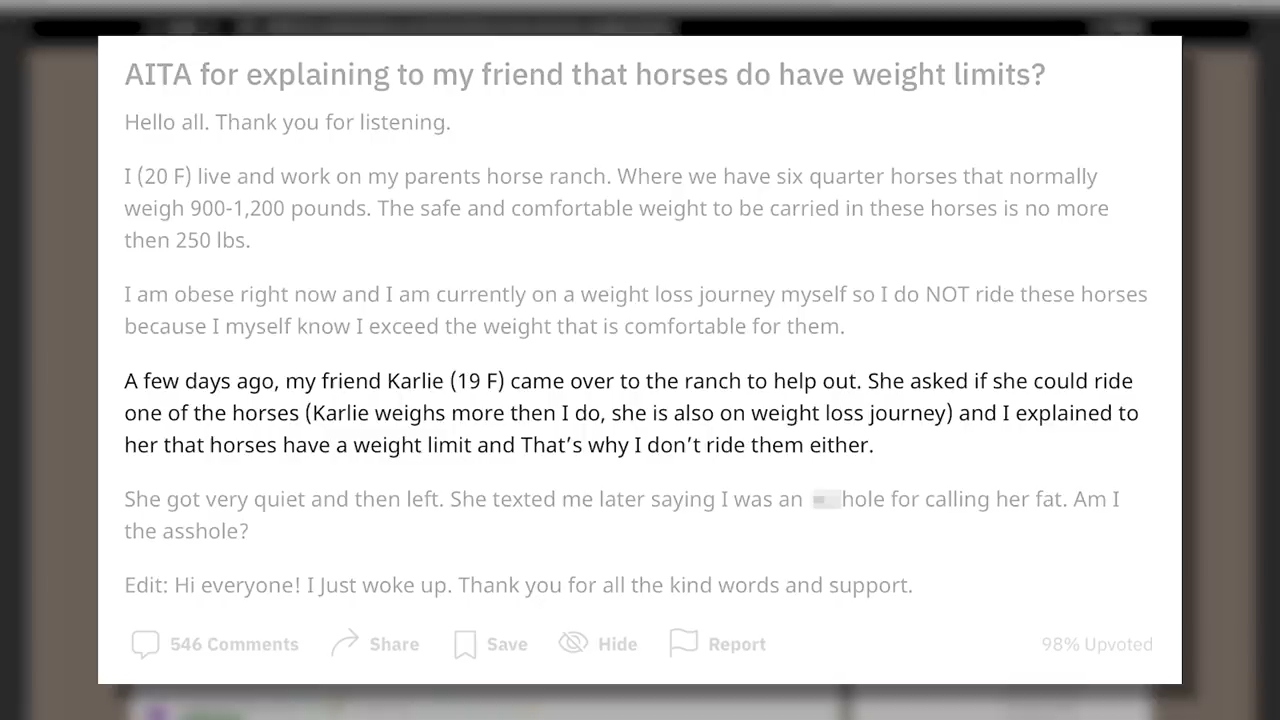 AITA for explaining to my friend that horses do have weight limits?
Hello all. Thank you for listening.
I (20 F) live and work on my parents horse ranch. Where we have six quarter horses that normally
weigh 900-1,200 pounds. The safe and comfortable weight to be carried in these horses is no more
then 250 lbs.
I am obese right now and I am currently on a weight loss journey myself so I do NOT ride these horses
because I myself know I exceed the weight that is comfortable for them.
A few days ago, my friend Karlie (19 F) came over to the ranch to help out. She asked if she could ride
one of the horses (Karlie weighs more then I do, she is also on weight loss journey) and I explained to
her that horses have a weight limit and That's why I don't ride them either.
She got very quiet and then left. She texted me later saying I was an hole for calling her fat. Am I
the asshole?
Edit: Hi everyone! I Just woke up. Thank you for all the kind words and support.
546 Comments Share Save Hide Report 98% Upvoted